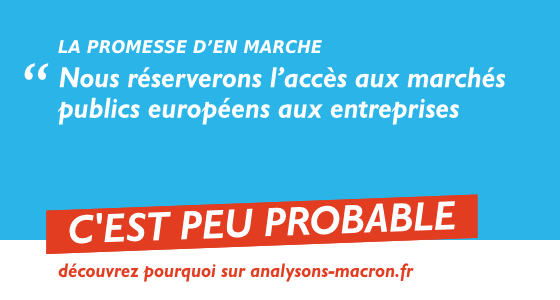 LA PROMESSE D’EN MARCHE
“ Nous réserverons l’accès aux marchés
publics européens aux entreprises
C'EST PEU PROBABLE
découvrez pourquoi sur analysons-macron.fr